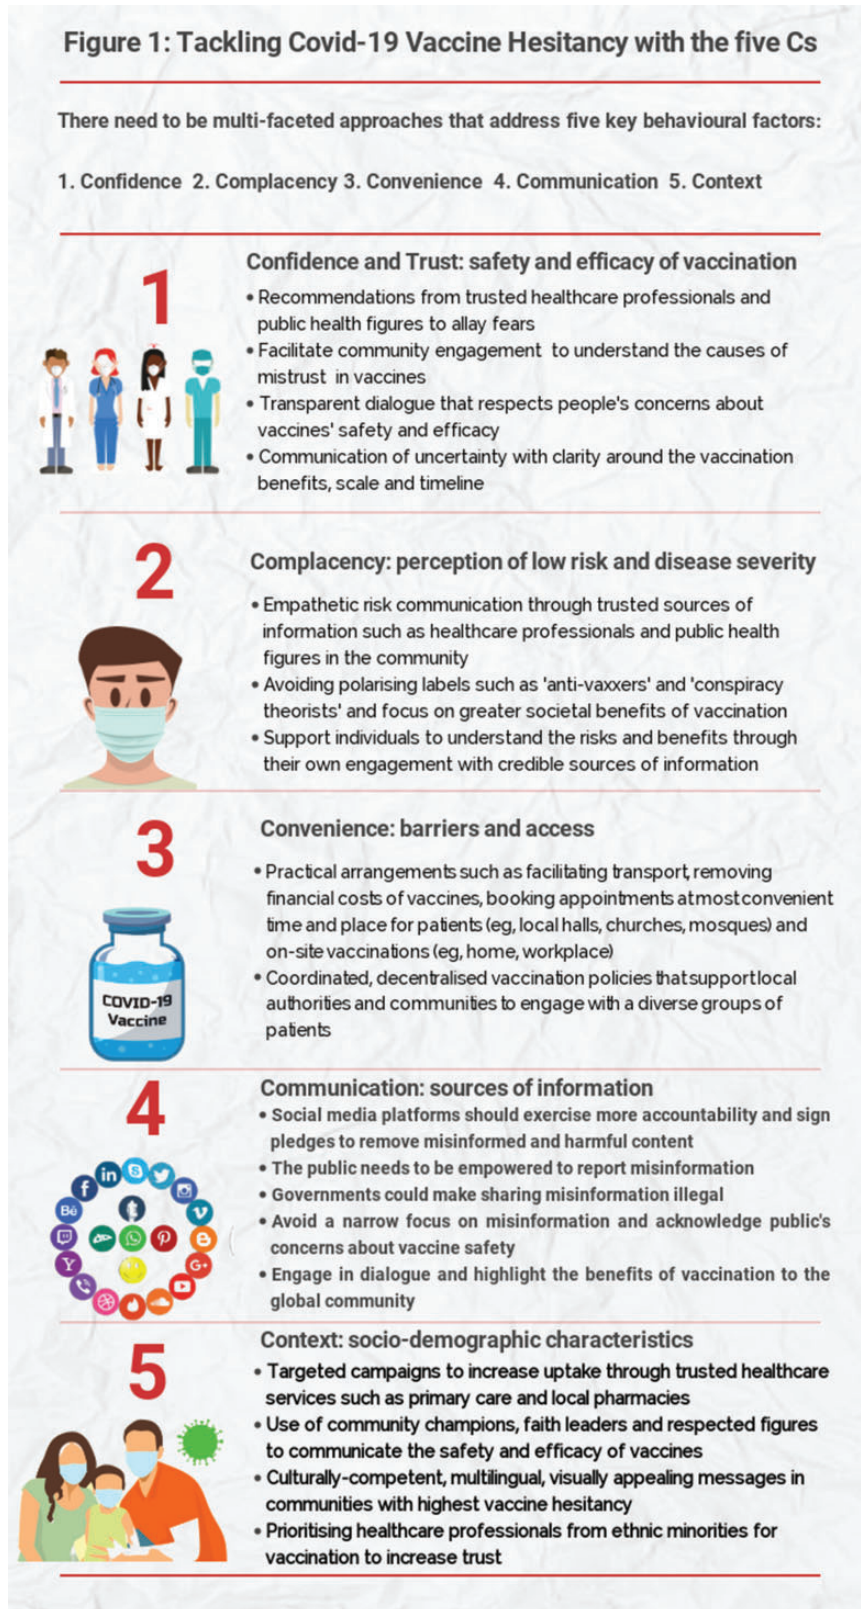 Figure 1: Tackling Covid-19 Vaccine Hesitancy with the five Cs
There need to be multi-faceted approaches that address five key behavioural factors:
1. Confidence 2. Complacency 3. Convenience 4. Communication 5. Context
1
Confidence and Trust: safety and efficacy of vaccination
• Recommendations from trusted healthcare professionals and
public health figures to allay fears
• Facilitate community engagement to understand the causes of
mistrust in vaccines
• Transparent dialogue that respects people's concerns about
vaccines' safety and efficacy
• Communication of uncertainty with clarity around the vaccination
benefits, scale and timeline
2
Complacency: perception of low risk and disease severity
• Empathetic risk communication through trusted sources of
information such as healthcare professionals and public health
figures in the community
• Avoiding polarising labels such as 'anti-vaxxers' and 'conspiracy
theorists' and focus on greater societal benefits of vaccination
• Support individuals to understand the risks and benefits through
their own engagement with credible sources of information
3
Convenience: barriers and access
• Practical arrangements such as facilitating transport, removing
financial costs of vaccines, booking appointments at most convenient
time and place for patients (eg, local halls, churches, mosques) and
on-site vaccinations (eg, home, workplace)
• Coordinated, decentralised vaccination policies that support local
authorities and communities to engage with a diverse groups of
patients
COVID-19
Vaccine
4
Communication: sources of information
• Social media platforms should exercise more accountability and sign
pledges to remove misinformed and harmful content
• The public needs to be empowered to report misinformation
• Governments could make sharing misinformation illegal
• Avoid a narrow focus on misinformation and acknowledge public's
concerns about vaccine safety
• Engage in dialogue and highlight the benefits of vaccination to the
global community
5
Context: socio-demographic characteristics
• Targeted campaigns to increase uptake through trusted healthcare
services such as primary care and local pharmacies
• Use of community champions, faith leaders and respected figures
to communicate the safety and efficacy of vaccines
• Culturally-competent, multilingual, visually appealing messages in
communities with highest vaccine hesitancy
• Prioritising healthcare professionals from ethnic minorities for
vaccination to increase trust